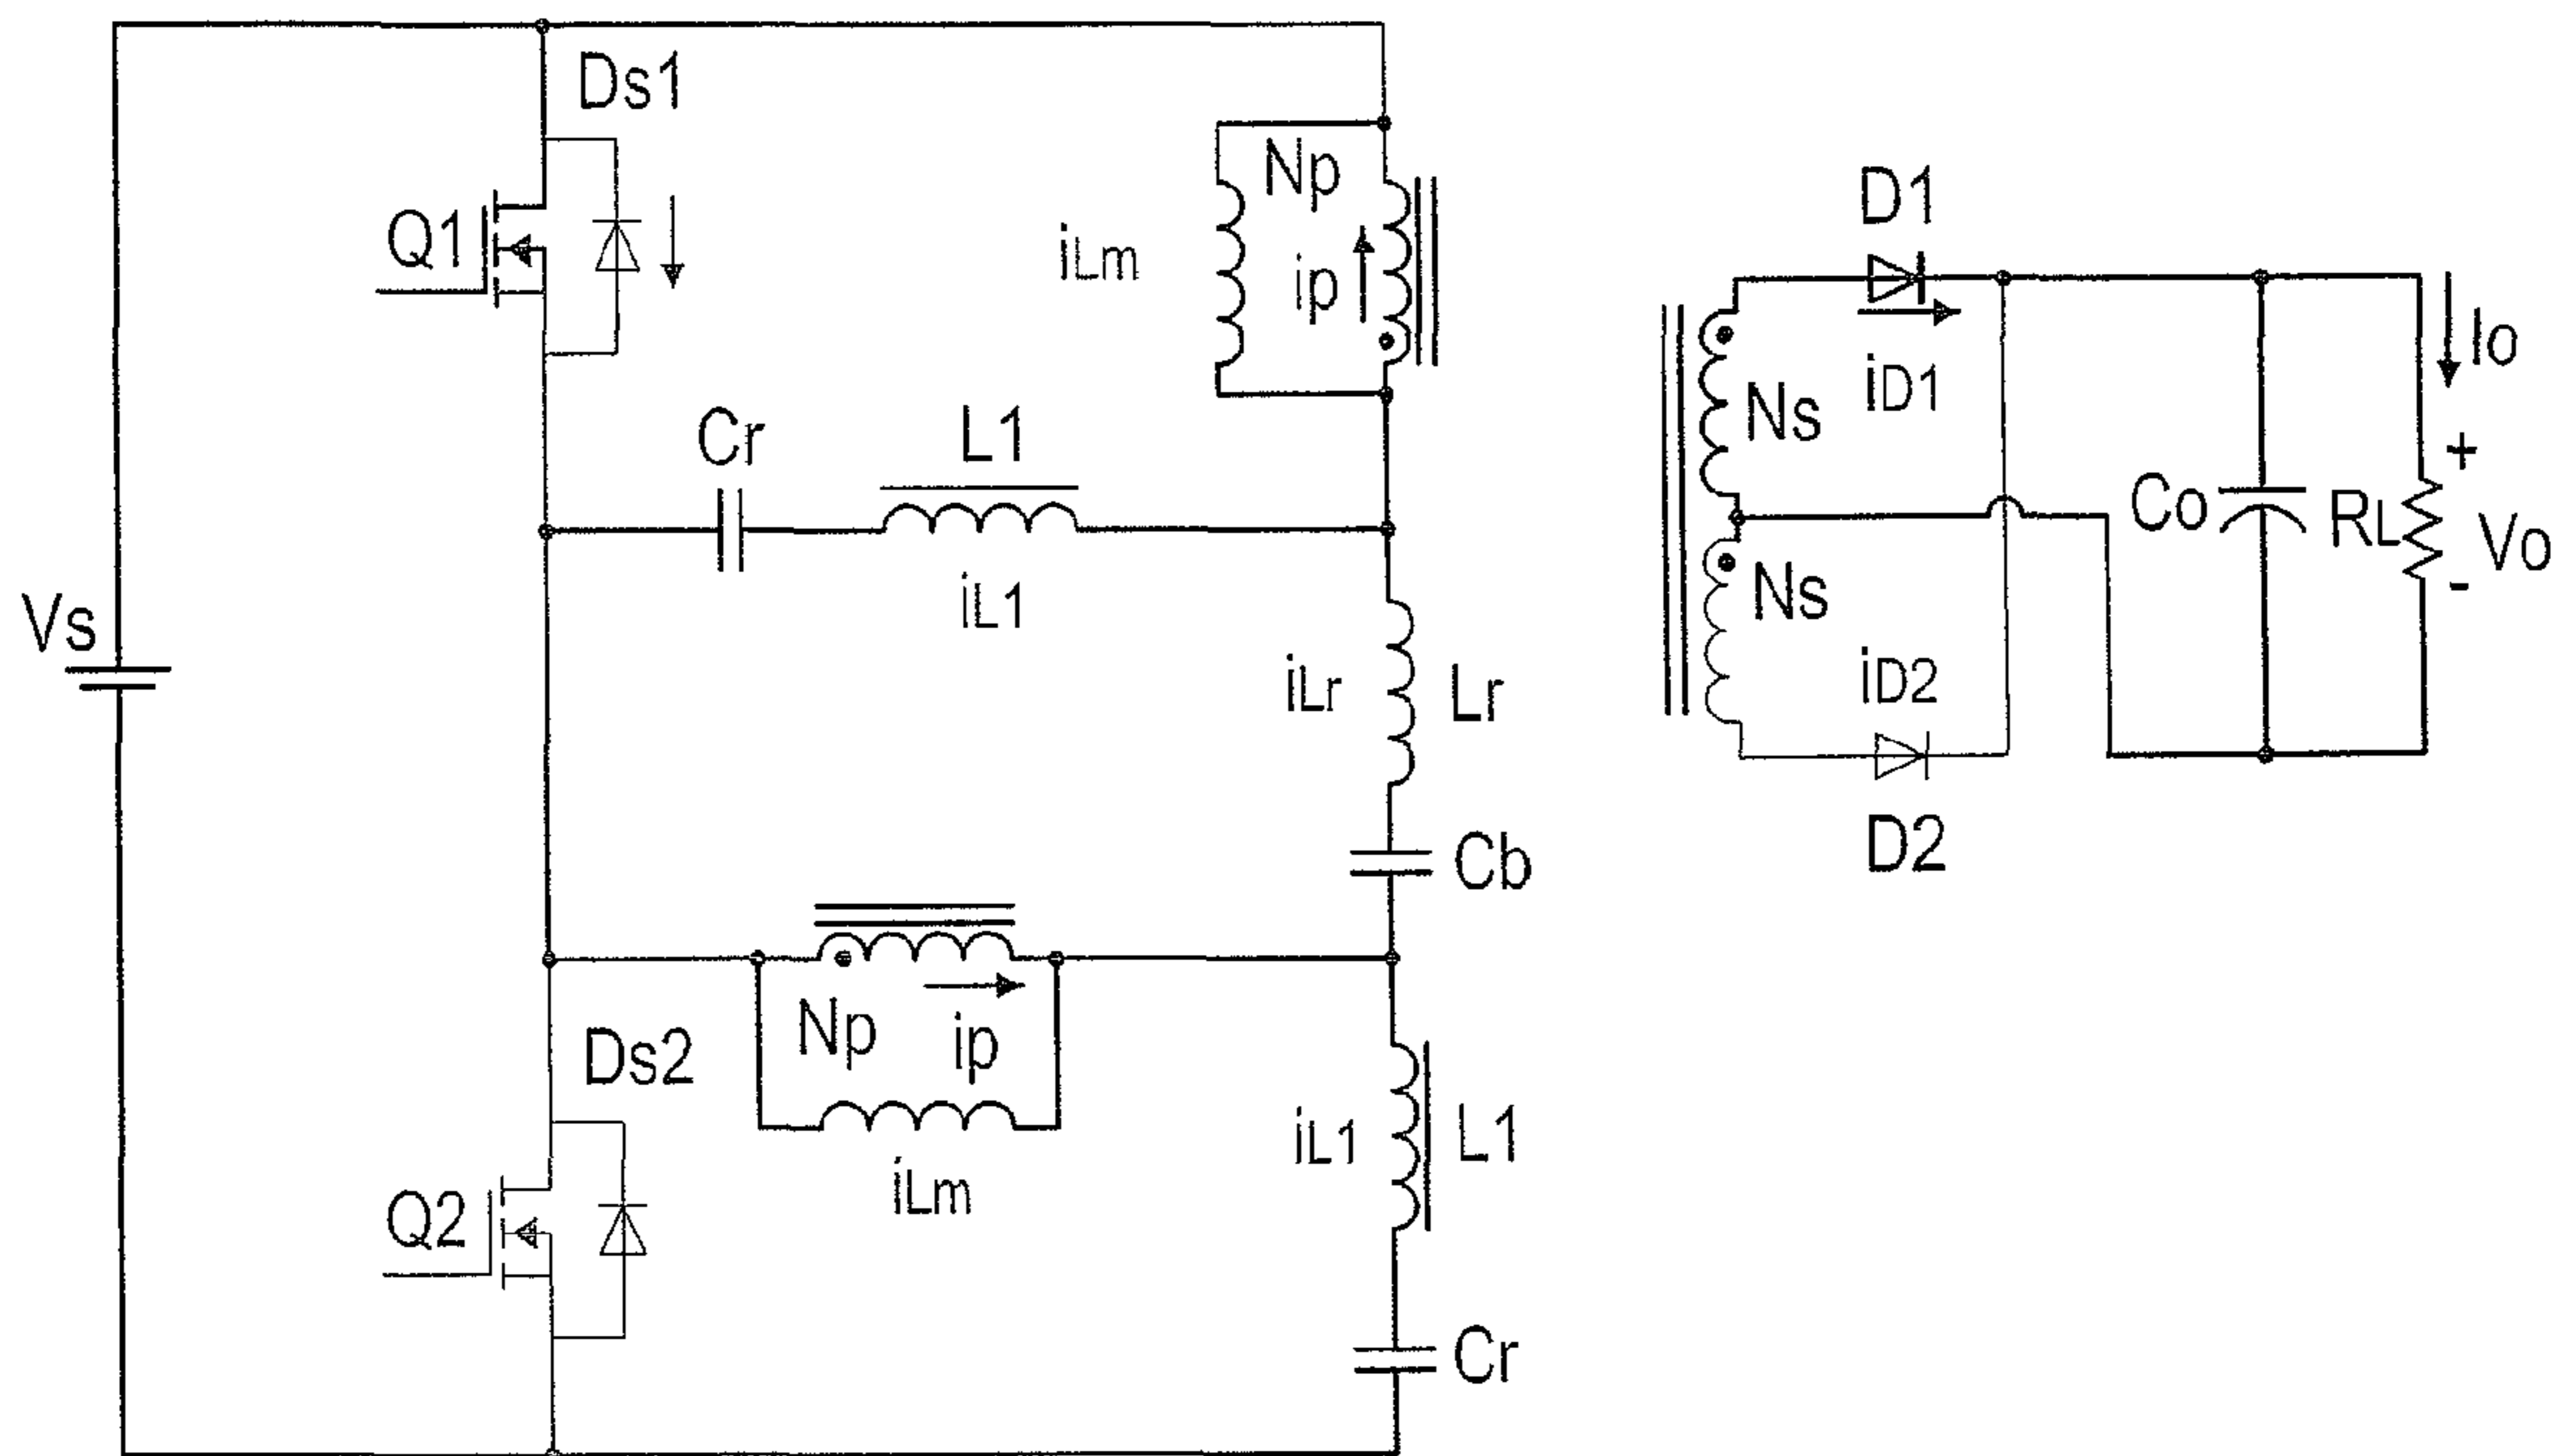 Ds1
Q1
Np
iLm
ip
D1
iD1
Io
Ns
+
Cr
L1
iL1
Co
RL
Vo
-
Vs
Ns
iLr
Lr
iD2
D2
Cb
Np
ip
Ds2
iLm
iL1
L1
Q2
Cr